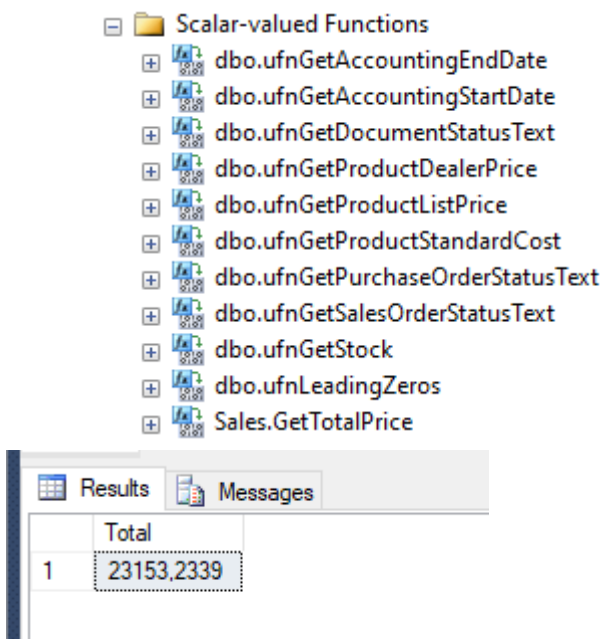 Scalar-valued Functions
dbo.ufnGetAccountingEndDate
dbo.ufnGetAccountingStartDate
dbo.ufnGetDocumentStatusText
dbo.ufnGetProductDealerPrice
dbo.ufnGetProductListPrice
dbo.ufnGetProductStandardCost
dbo.ufnGetPurchaseOrderStatusText
dbo.ufnGetSalesOrderStatusText
dbo.ufnGetStock
dbo.ufnLeadingZeros
Sales.GetTotalPrice
Results Messages
Total
1 23153,2339